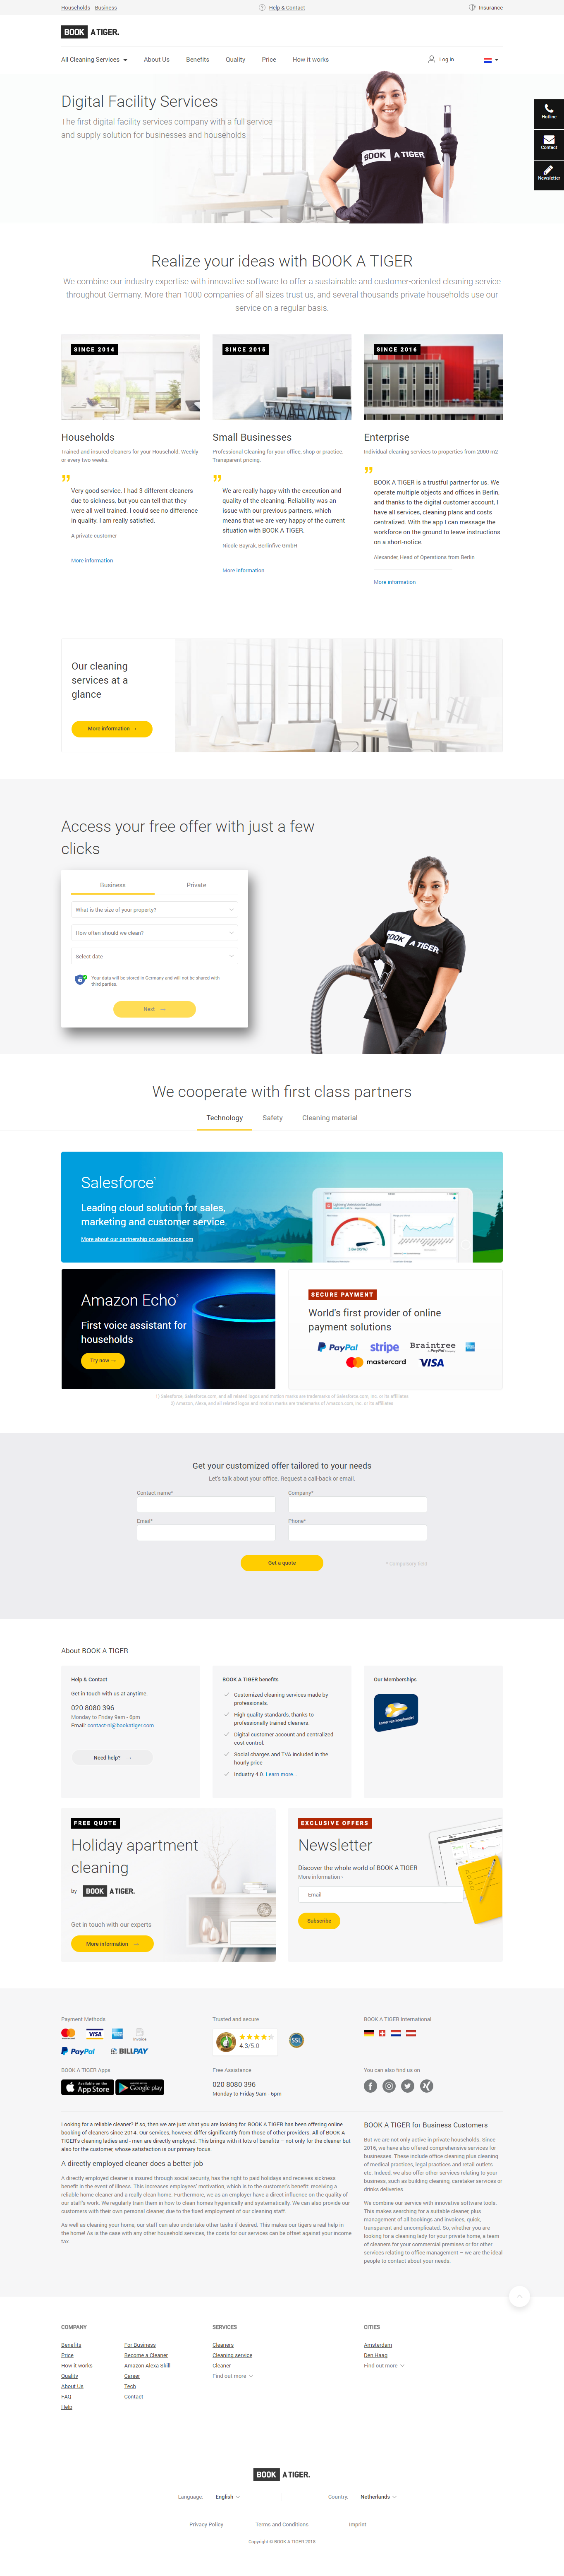 Households Business
Help & Contact
Insurance
BOOK A TIGER.
All Cleaning Services
About Us
Benefits
Quality
Price
How it works
Log in
Digital Facility Services
The first digital facility services company with a full service
and supply solution for businesses and households
BOOK A TIGER
Hotline
Contact
Newsletter
Realize your ideas with BOOK A TIGER
We combine our industry expertise with innovative software to offer a sustainable and customer-oriented cleaning service
throughout Germany. More than 1000 companies of all sizes trust us, and several thousands private households use our
service on a regular basis.
SINCE 2014
Households
Trained and insured cleaners for your Household. Weekly
or every two weeks.
Very good service. I had 3 different cleaners
due to sickness, but you can tell that they
were all well trained. I could see no difference
in quality. I am really satisfied.
A private customer
More information
SINCE 2015
Small Businesses
Professional Cleaning for your office, shop or practice.
Transparent pricing.
We are really happy with the execution and
quality of the cleaning. Reliability was an
issue with our previous partners, which
means that we are very happy of the current
situation with BOOK A TIGER.
Nicole Bayrak, Berlinfive GmbH
More information
SINCE 2016
Enterprise
Individual cleaning services to properties from 2000 m2
BOOK A TIGER is a trustful partner for us. We
operate multiple objects and offices in Berlin,
and thanks to the digital customer account, I
have all services, cleaning plans and costs
centralized. With the app I can message the
workforce on the ground to leave instructions
on a short-notice.
Alexander, Head of Operations from Berlin
More information
Our cleaning
services at a
glance
More information →
Access your free offer with just a few
clicks
Business
Private
What is the size of your property?
How often should we clean?
Select date
Your data will be stored in Germany and will not be shared with
third parties.
Next →
BOOK A TIGER
We cooperate with first class partners
Technology
Safety
Cleaning material
Salesforce¹
Leading cloud solution for sales,
marketing and customer service
More about our partnership on salesforce.com
Amazon Echo²
First voice assistant for
households
Try now →
SECURE PAYMENT
World's first provider of online
payment solutions
PayPal
stripe
Braintree
mastercard
VISA
1) Salesforce, Salesforce.com, and all related logos and motion marks are trademarks of Salesforce.com, Inc. or its affiliates
2) Amazon, Alexa, and all related logos and motion marks are trademarks of Amazon.com, Inc. or its affiliates
Get your customized offer tailored to your needs
Let's talk about your office. Request a call-back or email.
Contact name*
Company*
Email*
Phone*
Get a quote
* Compulsory field
About BOOK A TIGER
Help & Contact
Get in touch with us at anytime.
020 8080 396
Monday to Friday 9am - 6pm
Email: contact-nl@bookatiger.com
Need help? →
BOOK A TIGER benefits
Customized cleaning services made by
professionals.
High quality standards, thanks to
professionally trained cleaners.
Digital customer account and centralized
cost control
Social charges and TVA included in the
hourly price
Industry 4.0. Learn more...
Our Memberships
FREE QUOTE
Holiday apartment
cleaning
by BOOK A TIGER.
Get in touch with our experts
More information →
EXCLUSIVE OFFERS
Newsletter
Discover the whole world of BOOK A TIGER
More information ›
Email
Subscribe
Payment Methods
VISA
PayPal
BILLPAY
Trusted and secure
4.3/5.0
SSL
BOOK A TIGER International
BOOK A TIGER Apps
Available on the
App Store
Google play
Free Assistance
020 8080 396
Monday to Friday 9am - 6pm
You can also find us on
Looking for a reliable cleaner? If so, then we are just what you are looking for. BOOK A TIGER has been offering online
booking of cleaners since 2014. Our services, however, differ significantly from those of other providers. All of BOOK A
TIGER's cleaning ladies and - men are directly employed. This brings with it lots of benefits – not only for the cleaner but
also for the customer, whose satisfaction is our primary focus.
A directly employed cleaner does a better job
A directly employed cleaner is insured through social security, has the right to paid holidays and receives sickness
benefit in the event of illness. This increases employees' motivation, which is to the customer's benefit: receiving a
reliable home cleaner and a really clean home. Furthermore, we as an employer have a direct influence on the quality of
our staff's work. We regularly train them in how to clean homes hygienically and systematically. We can also provide our
customers with their own personal cleaner, due to the fixed employment of our cleaning staff.
As well as cleaning your home, our staff can also undertake other tasks if desired. This makes our tigers a real help in
the home! As is the case with any other household services, the costs for our services can be offset against your income
tax.
BOOK A TIGER for Business Customers
But we are not only active in private households. Since
2016, we have also offered comprehensive services for
businesses. These include office cleaning plus cleaning
of medical practices, legal practices and retail outlets
etc. Indeed, we also offer other services relating to your
business, such as building cleaning, caretaker services or
drinks deliveries.
We combine our service with innovative software tools.
This makes searching for a cleaner simpler, plus
management of all bookings and invoices, quick,
transparent and uncomplicated. So, whether you are
looking for a cleaning lady for your private home, a team
of cleaners for your commercial premises or for other
services relating to office management – we are the ideal
people to contact about your needs.
COMPANY
Benefits
Price
How it works
Quality
About Us
FAQ
Help
For Business
Become a Cleaner
Amazon Alexa Skill
Career
Tech
Contact
SERVICES
Cleaners
Cleaning service
Cleaner
Find out more
CITIES
Amsterdam
Den Haag
Find out more
BOOK A TIGER.
Language: English
Country: Netherlands
Privacy Policy
Terms and Conditions
Imprint
Copyright © BOOK A TIGER 2018